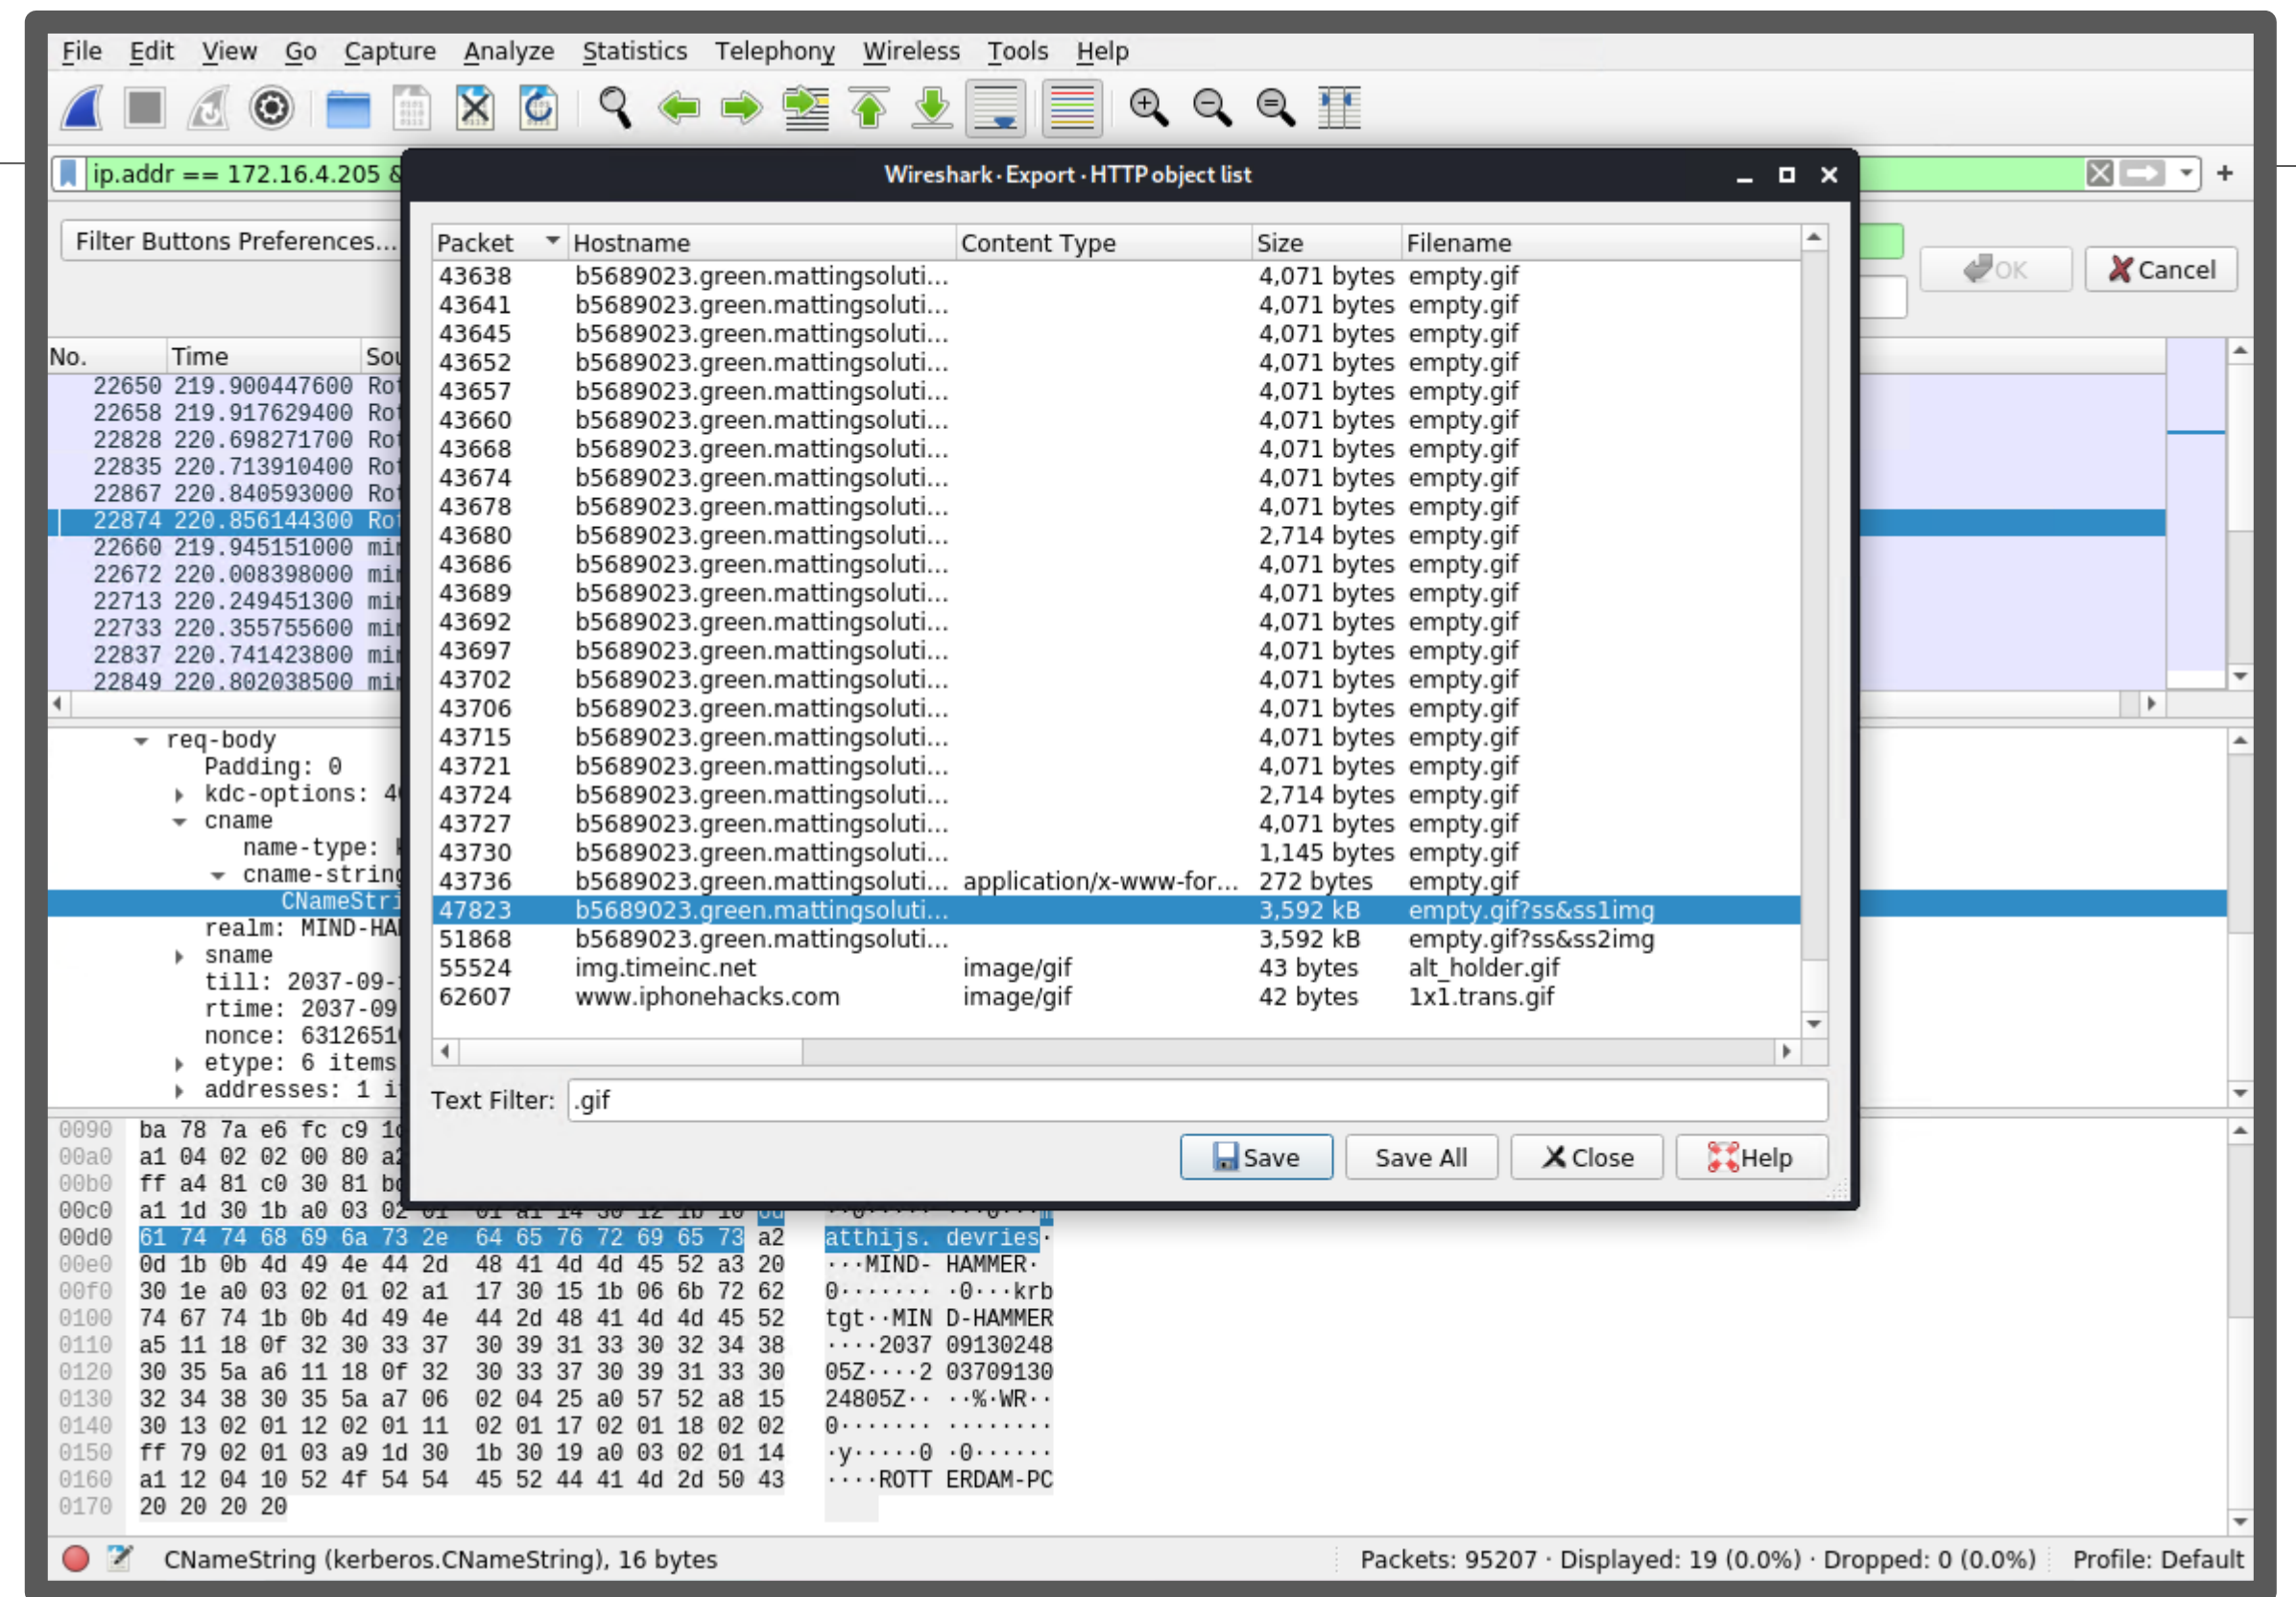 File Edit View Go Capture Analyze Statistics Telephony Wireless Tools Help
ip.addr == 172.16.4.205 &
Wireshark · Export · HTTP object list
Filter Buttons Preferences...
OK
Cancel
Packet Hostname Content Type Size Filename
43638 b5689023.green.mattingsoluti... 4,071 bytes empty.gif
43641 b5689023.green.mattingsoluti... 4,071 bytes empty.gif
43645 b5689023.green.mattingsoluti... 4,071 bytes empty.gif
43652 b5689023.green.mattingsoluti... 4,071 bytes empty.gif
43657 b5689023.green.mattingsoluti... 4,071 bytes empty.gif
43660 b5689023.green.mattingsoluti... 4,071 bytes empty.gif
43668 b5689023.green.mattingsoluti... 4,071 bytes empty.gif
43674 b5689023.green.mattingsoluti... 4,071 bytes empty.gif
43678 b5689023.green.mattingsoluti... 4,071 bytes empty.gif
43680 b5689023.green.mattingsoluti... 2,714 bytes empty.gif
43686 b5689023.green.mattingsoluti... 4,071 bytes empty.gif
43689 b5689023.green.mattingsoluti... 4,071 bytes empty.gif
43692 b5689023.green.mattingsoluti... 4,071 bytes empty.gif
43697 b5689023.green.mattingsoluti... 4,071 bytes empty.gif
43702 b5689023.green.mattingsoluti... 4,071 bytes empty.gif
43706 b5689023.green.mattingsoluti... 4,071 bytes empty.gif
43715 b5689023.green.mattingsoluti... 4,071 bytes empty.gif
43721 b5689023.green.mattingsoluti... 4,071 bytes empty.gif
43724 b5689023.green.mattingsoluti... 2,714 bytes empty.gif
43727 b5689023.green.mattingsoluti... 4,071 bytes empty.gif
43730 b5689023.green.mattingsoluti... 1,145 bytes empty.gif
43736 b5689023.green.mattingsoluti... application/x-www-for... 272 bytes empty.gif
47823 b5689023.green.mattingsoluti... 3,592 kB empty.gif?ss&ss1img
51868 b5689023.green.mattingsoluti... 3,592 kB empty.gif?ss&ss2img
55524 img.timeinc.net image/gif 43 bytes alt_holder.gif
62607 www.iphonehacks.com image/gif 42 bytes 1x1.trans.gif
Text Filter: .gif
Save Save All Close Help
No. Time Sou
22650 219.900447600 Rot
22658 219.917629400 Rot
22828 220.698271700 Rot
22835 220.713910400 Rot
22867 220.840593000 Rot
22874 220.856144300 Rot
22660 219.945151000 min
22672 220.008398000 min
22713 220.249451300 min
22733 220.355755600 min
22837 220.741423800 min
22849 220.802038500 min
req-body
Padding: 0
kdc-options: 4
cname
name-type:
cname-string
CNameStri
realm: MIND-HA
sname
till: 2037-09-
rtime: 2037-09
nonce: 6312651
etype: 6 items
addresses: 1 i
0090 ba 78 7a e6 fc c9 1c
00a0 a1 04 02 02 00 80 a2
00b0 ff a4 81 c0 30 81 bd
00c0 a1 1d 30 1b a0 03 02 01 01 a1 14 30 12 1b 10 6d
00d0 61 74 74 68 69 6a 73 2e 64 65 76 72 69 65 73 a2 atthijs. devries·
00e0 0d 1b 0b 4d 49 4e 44 2d 48 41 4d 4d 45 52 a3 20 ···MIND- HAMMER·
00f0 30 1e a0 03 02 01 02 a1 17 30 15 1b 06 6b 72 62 0······· ·0···krb
0100 74 67 74 1b 0b 4d 49 4e 44 2d 48 41 4d 4d 45 52 tgt··MIN D-HAMMER
0110 a5 11 18 0f 32 30 33 37 30 39 31 33 30 32 34 38 ····2037 09130248
0120 30 35 5a a6 11 18 0f 32 30 33 37 30 39 31 33 30 05Z····2 03709130
0130 32 34 38 30 35 5a a7 06 02 04 25 a0 57 52 a8 15 24805Z·· ··%·WR··
0140 30 13 02 01 12 02 01 11 02 01 17 02 01 18 02 02 0······· ········
0150 ff 79 02 01 03 a9 1d 30 1b 30 19 a0 03 02 01 14 ·y·····0 ·0······
0160 a1 12 04 10 52 4f 54 54 45 52 44 41 4d 2d 50 43 ····ROTT ERDAM-PC
0170 20 20 20 20
CNameString (kerberos.CNameString), 16 bytes
Packets: 95207 · Displayed: 19 (0.0%) · Dropped: 0 (0.0%)
Profile: Default